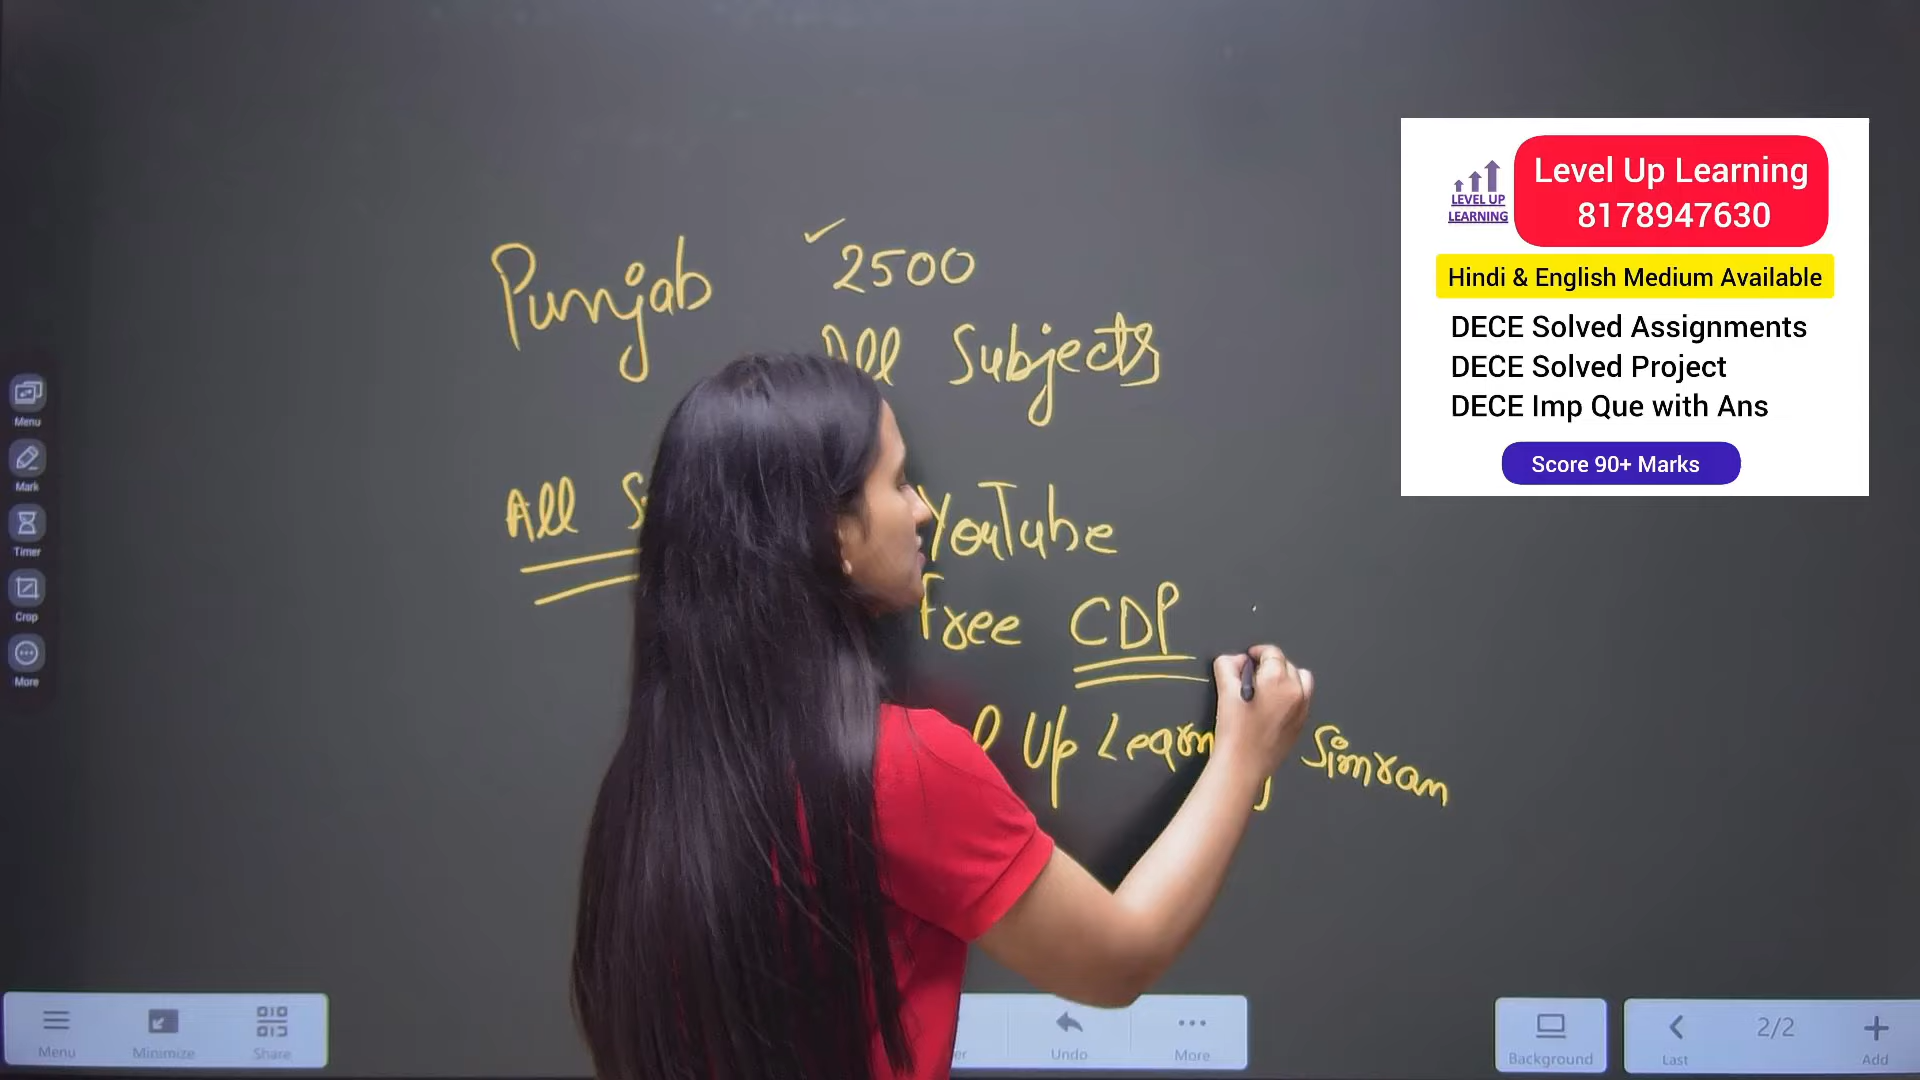 Punjab
2500
All Subjects
All
YouTube
Free CDP
Up Learning Simran
LEVEL UP
LEARNING
Level Up Learning
8178947630
Hindi & English Medium Available
DECE Solved Assignments
DECE Solved Project
DECE Imp Que with Ans
Score 90+ Marks
Menu
Mark
Timer
Crop
More
Menu
Minimize
Share
Undo
More
Background
Last
2/2
Add